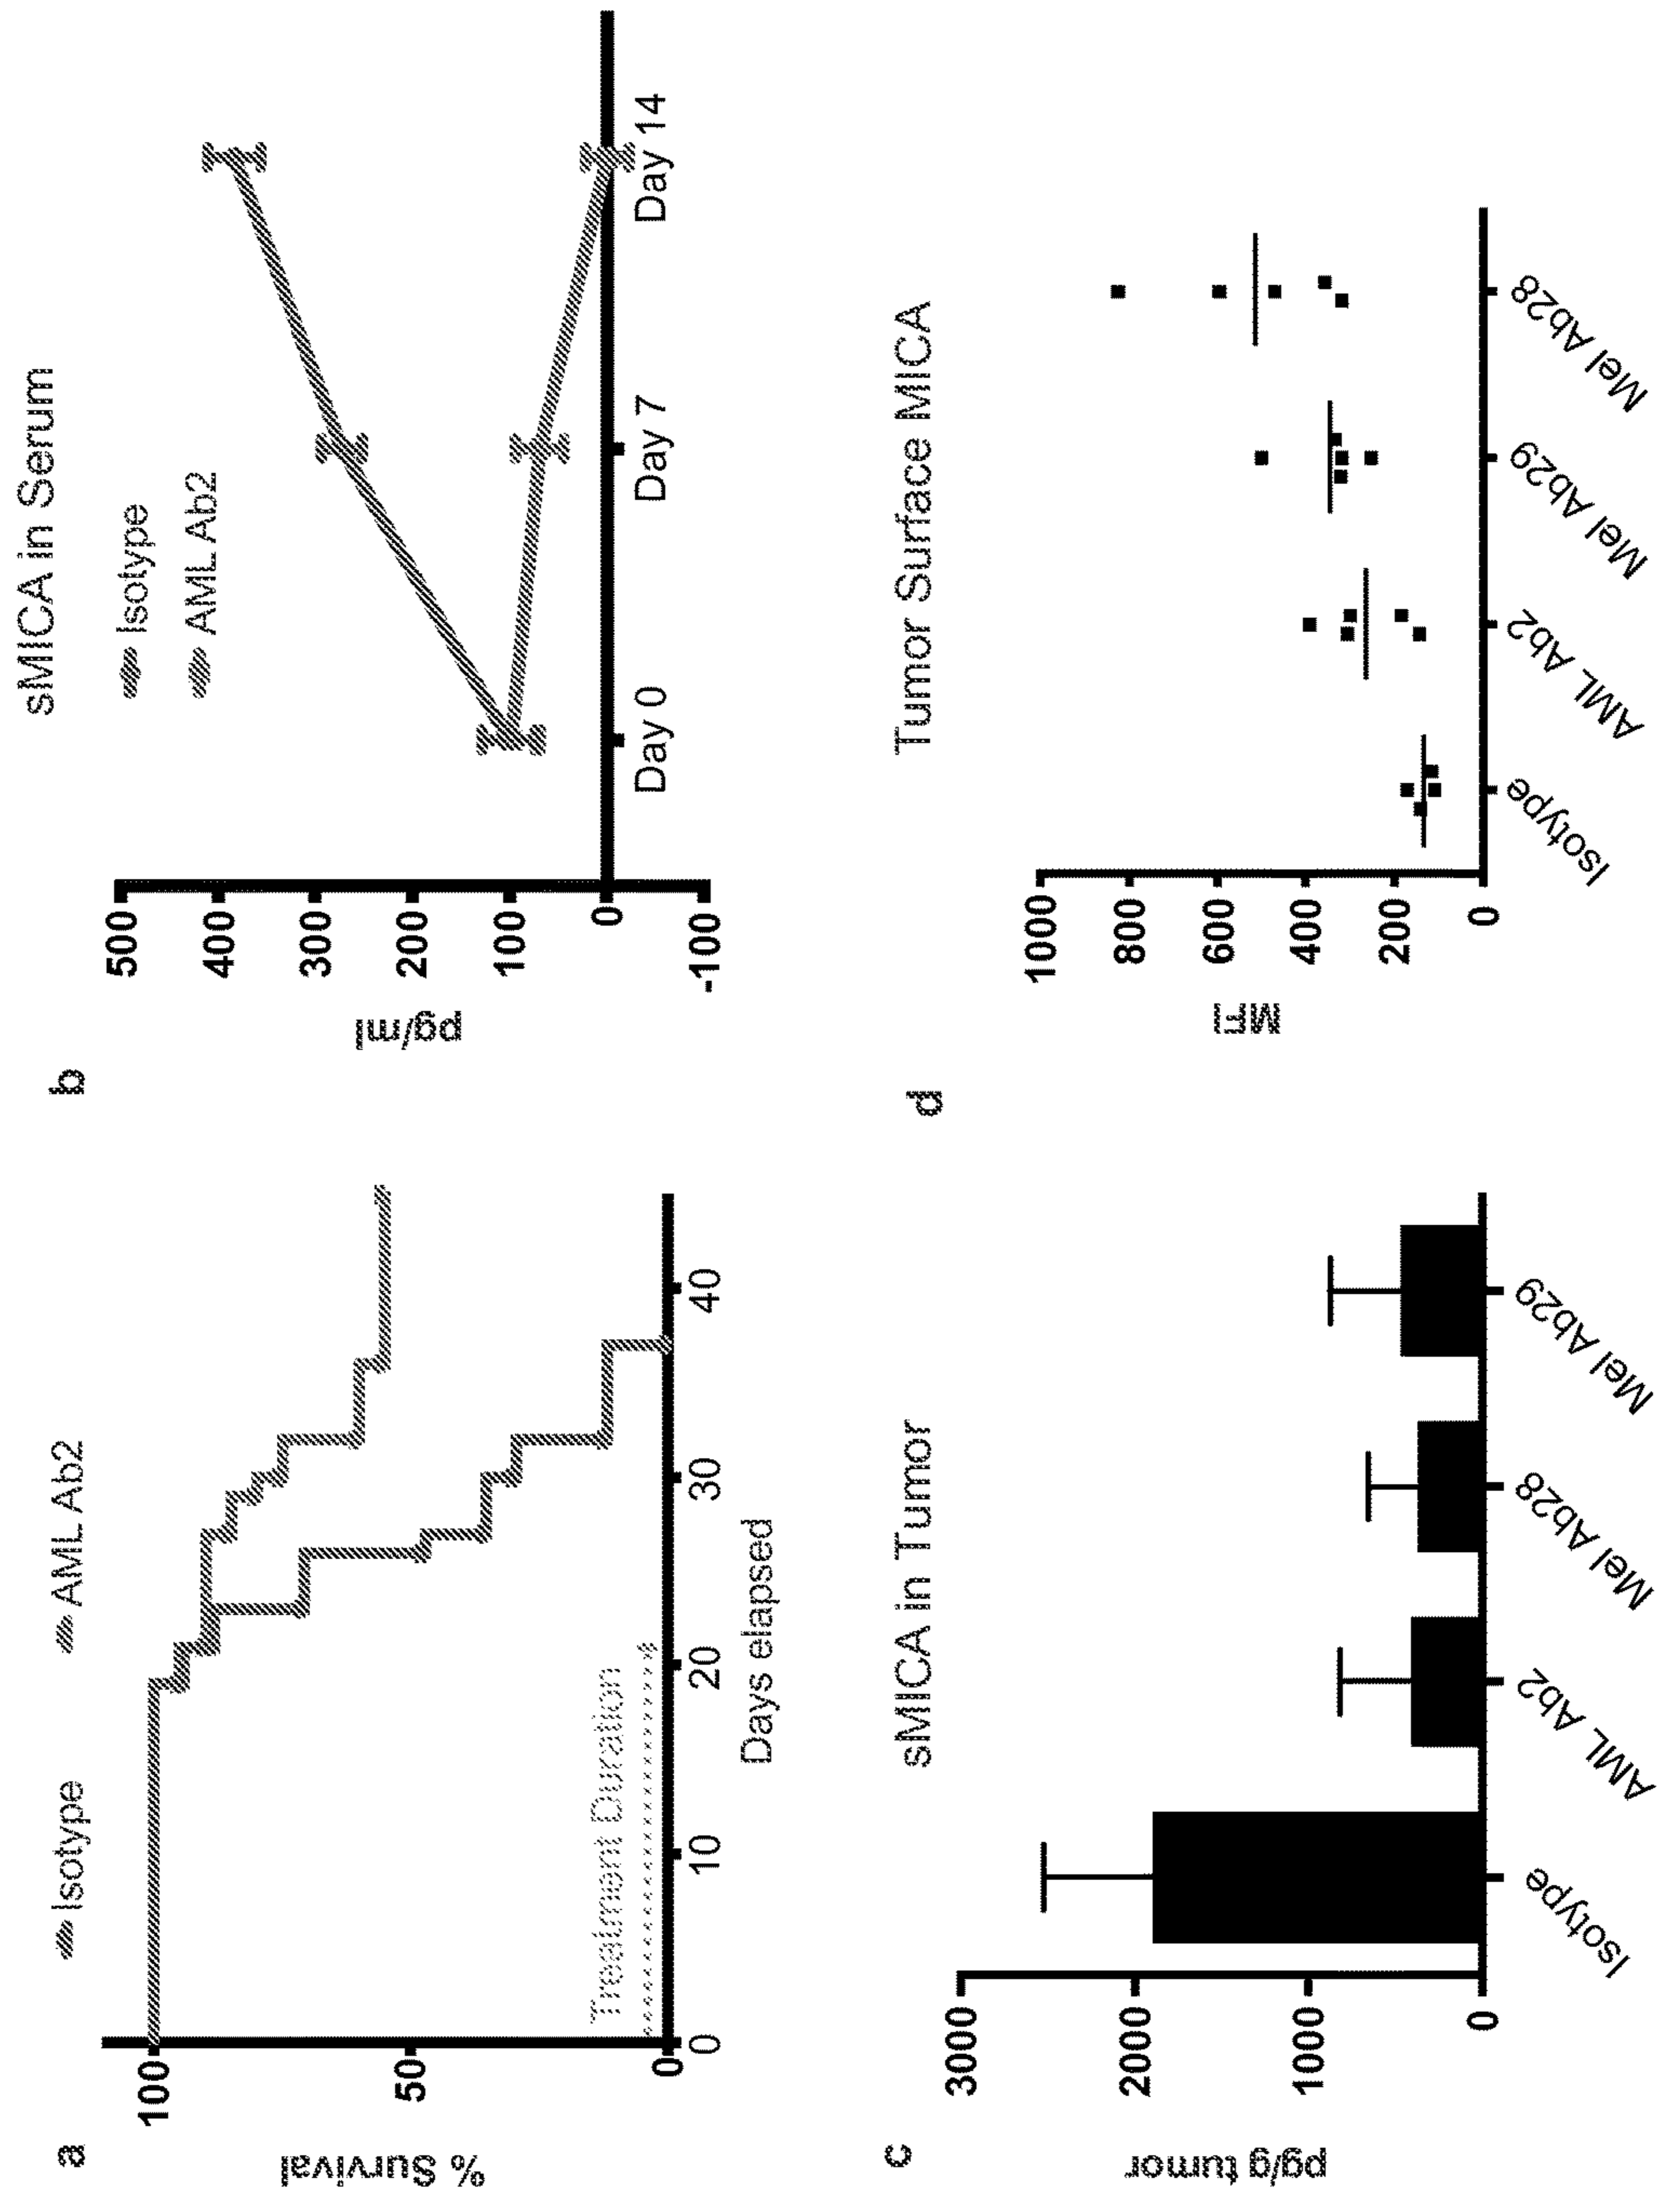 a
Isotype
AML Ab2
% Survival
100
50
0
Treatment Duration
0
10
20
30
40
Days elapsed
b
sMICA in Serum
Isotype
AML Ab2
pg/ml
500
400
300
200
100
0
-100
Day 0
Day 7
Day 14
c
sMICA in Tumor
pg/g tumor
3000
2000
1000
0
Isotype
AML Ab2
Mel Ab28
Mel Ab29
d
Tumor Surface MICA
MFI
1000
800
600
400
200
0
Isotype
AML Ab2
Mel Ab29
Mel Ab28